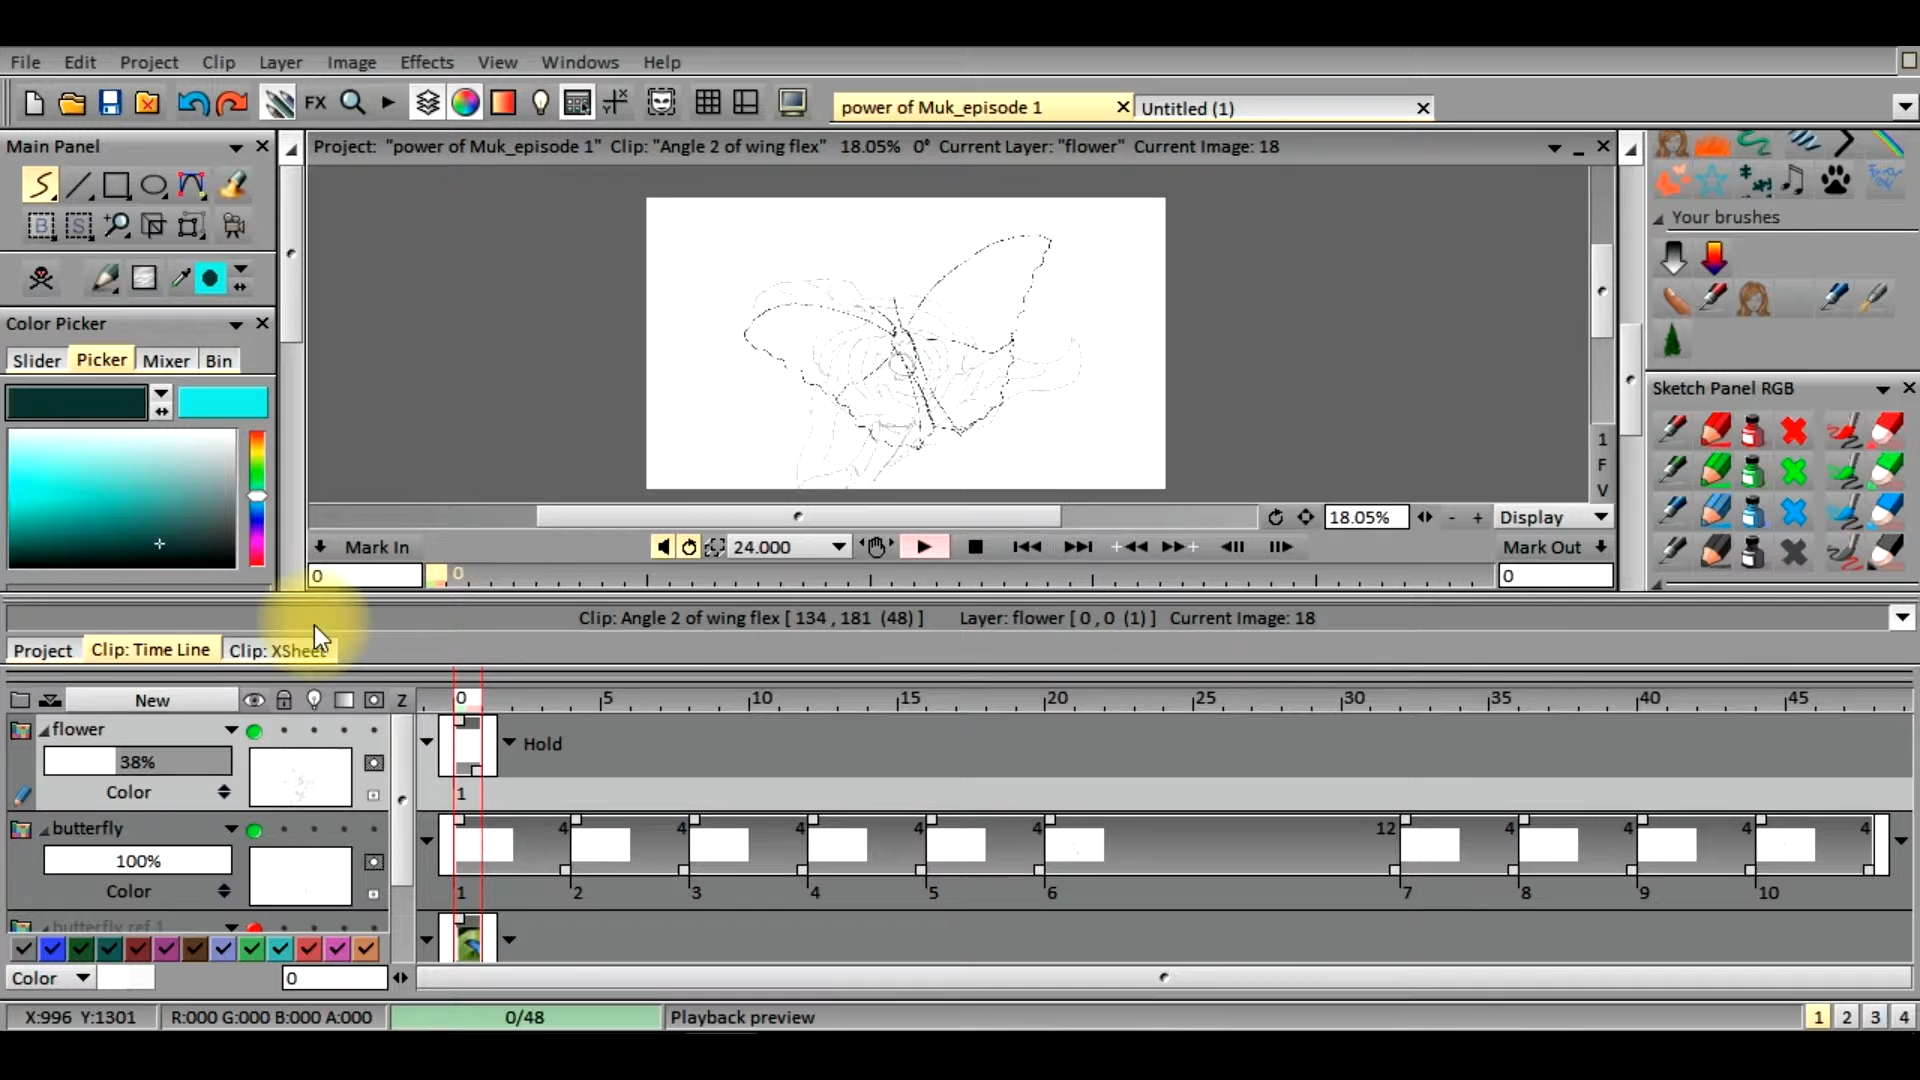 File Edit Project Clip Layer Image Effects View Windows Help
FX power of Muk_episode 1 Untitled (1)
Main Panel
Project: "power of Muk_episode 1" Clip: "Angle 2 of wing flex" 18.05% 0° Current Layer: "flower" Current Image: 18
Your brushes
Color Picker
Slider Picker Mixer Bin
Sketch Panel RGB
1
F
V
18.05% - + Display
Mark In 24.000 Mark Out
0 0 0
Clip: Angle 2 of wing flex [ 134 , 181 (48) ] Layer: flower [ 0 , 0 (1) ] Current Image: 18
Project Clip: Time Line Clip: XSheet
New Z 0 5 10 15 20 25 30 35 40 45
flower Hold
38%
Color 1
butterfly 4 4 4 4 4 12 4 4 4 4
100%
Color 1 2 3 4 5 6 7 8 9 10
butterfly ref 1
Color 0
X:996 Y:1301 R:000 G:000 B:000 A:000 0/48 Playback preview 1 2 3 4